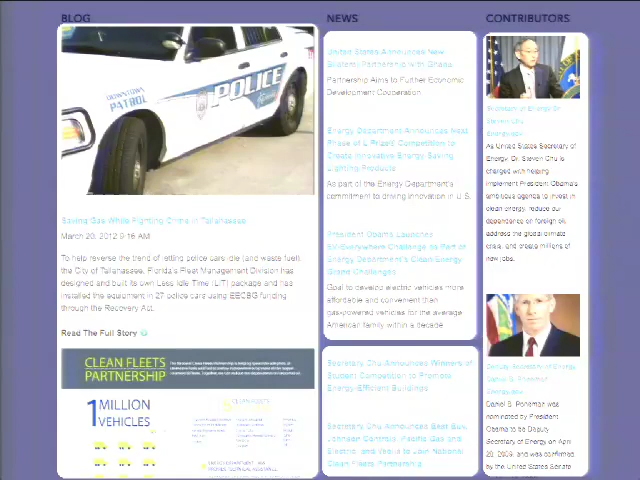 BLOG
DOWNTOWN
PATROL
POLICE
Saving Gas While Fighting Crime in Tallahassee
March 20, 2012 9:16 AM
To help reverse the trend of letting police cars idle (and waste fuel),
the City of Tallahassee, Florida's Fleet Management Division has
designed and built its own Less Idle Time (LIT) package and has
installed the equipment in 27 police cars using EECBG funding
through the Recovery Act.
Read The Full Story
CLEAN FLEETS
PARTNERSHIP
1 MILLION
VEHICLES
NEWS
United States Announces New
Bilateral Partnership with Ghana
Partnership Aims to Further Economic
Development Cooperation
Energy Department Announces Next
Phase of L Prize Competition to
Create Innovative Energy-Saving
Lighting Products
As part of the Energy Department's
commitment to driving innovation in U.S.
President Obama Launches
EV-Everywhere Challenge as Part of
Energy Department's Clean Energy
Grand Challenges
Goal to develop electric vehicles more
affordable and convenient than
gas-powered vehicles for the average
American family within a decade
Secretary Chu Announces Winners of
Student Competition to Promote
Energy-Efficient Buildings
Secretary Chu Announces Best Buy,
Johnson Controls, Pacific Gas and
Electric, and Veolia to Join National
Clean Fleets Partnership
CONTRIBUTORS
Secretary of Energy Dr.
Steven Chu
Energy.gov
As United States Secretary of
Energy, Dr. Steven Chu is
charged with helping
implement President Obama's
ambitious agenda to invest in
clean energy, reduce our
dependence on foreign oil,
address the global climate
crisis, and create millions of
new jobs.
Deputy Secretary of Energy
Daniel B. Poneman
Energy.gov
Daniel B. Poneman was
nominated by President
Obama to be Deputy
Secretary of Energy on April
20, 2009, and was confirmed
by the United States Senate